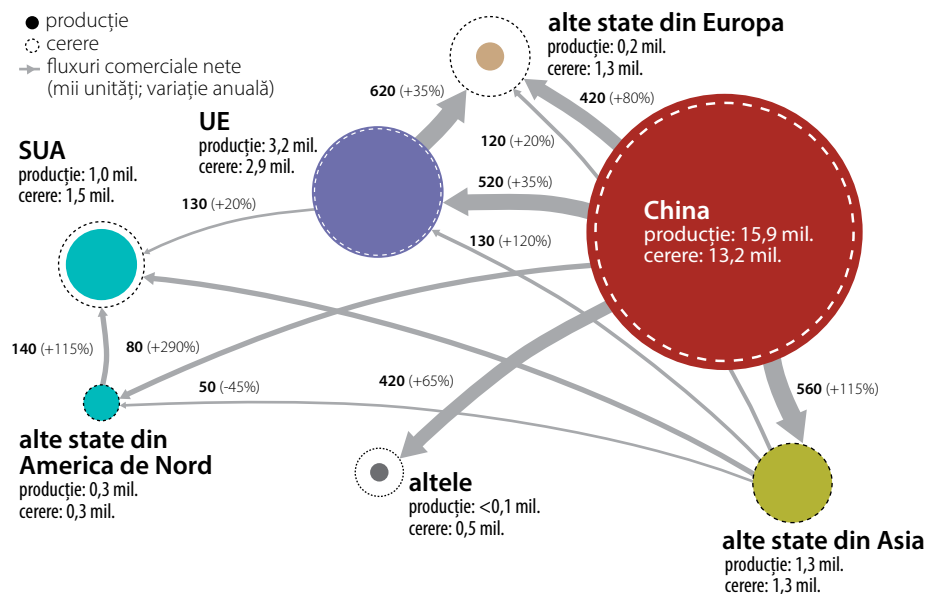 producție
cerere
fluxuri comerciale nete
(mii unități; variație anuală)
alte state din Europa
producție: 0,2 mil.
cerere: 1,3 mil.
620 (+35%)
420 (+80%)
UE
producție: 3,2 mil.
cerere: 2,9 mil.
120 (+20%)
SUA
producție: 1,0 mil.
cerere: 1,5 mil.
520 (+35%)
130 (+20%)
China
producție: 15,9 mil.
cerere: 13,2 mil.
130 (+120%)
140 (+115%)
80 (+290%)
50 (-45%)
420 (+65%)
560 (+115%)
alte state din
America de Nord
producție: 0,3 mil.
cerere: 0,3 mil.
altele
producție: <0,1 mil.
cerere: 0,5 mil.
alte state din Asia
producție: 1,3 mil.
cerere: 1,3 mil.